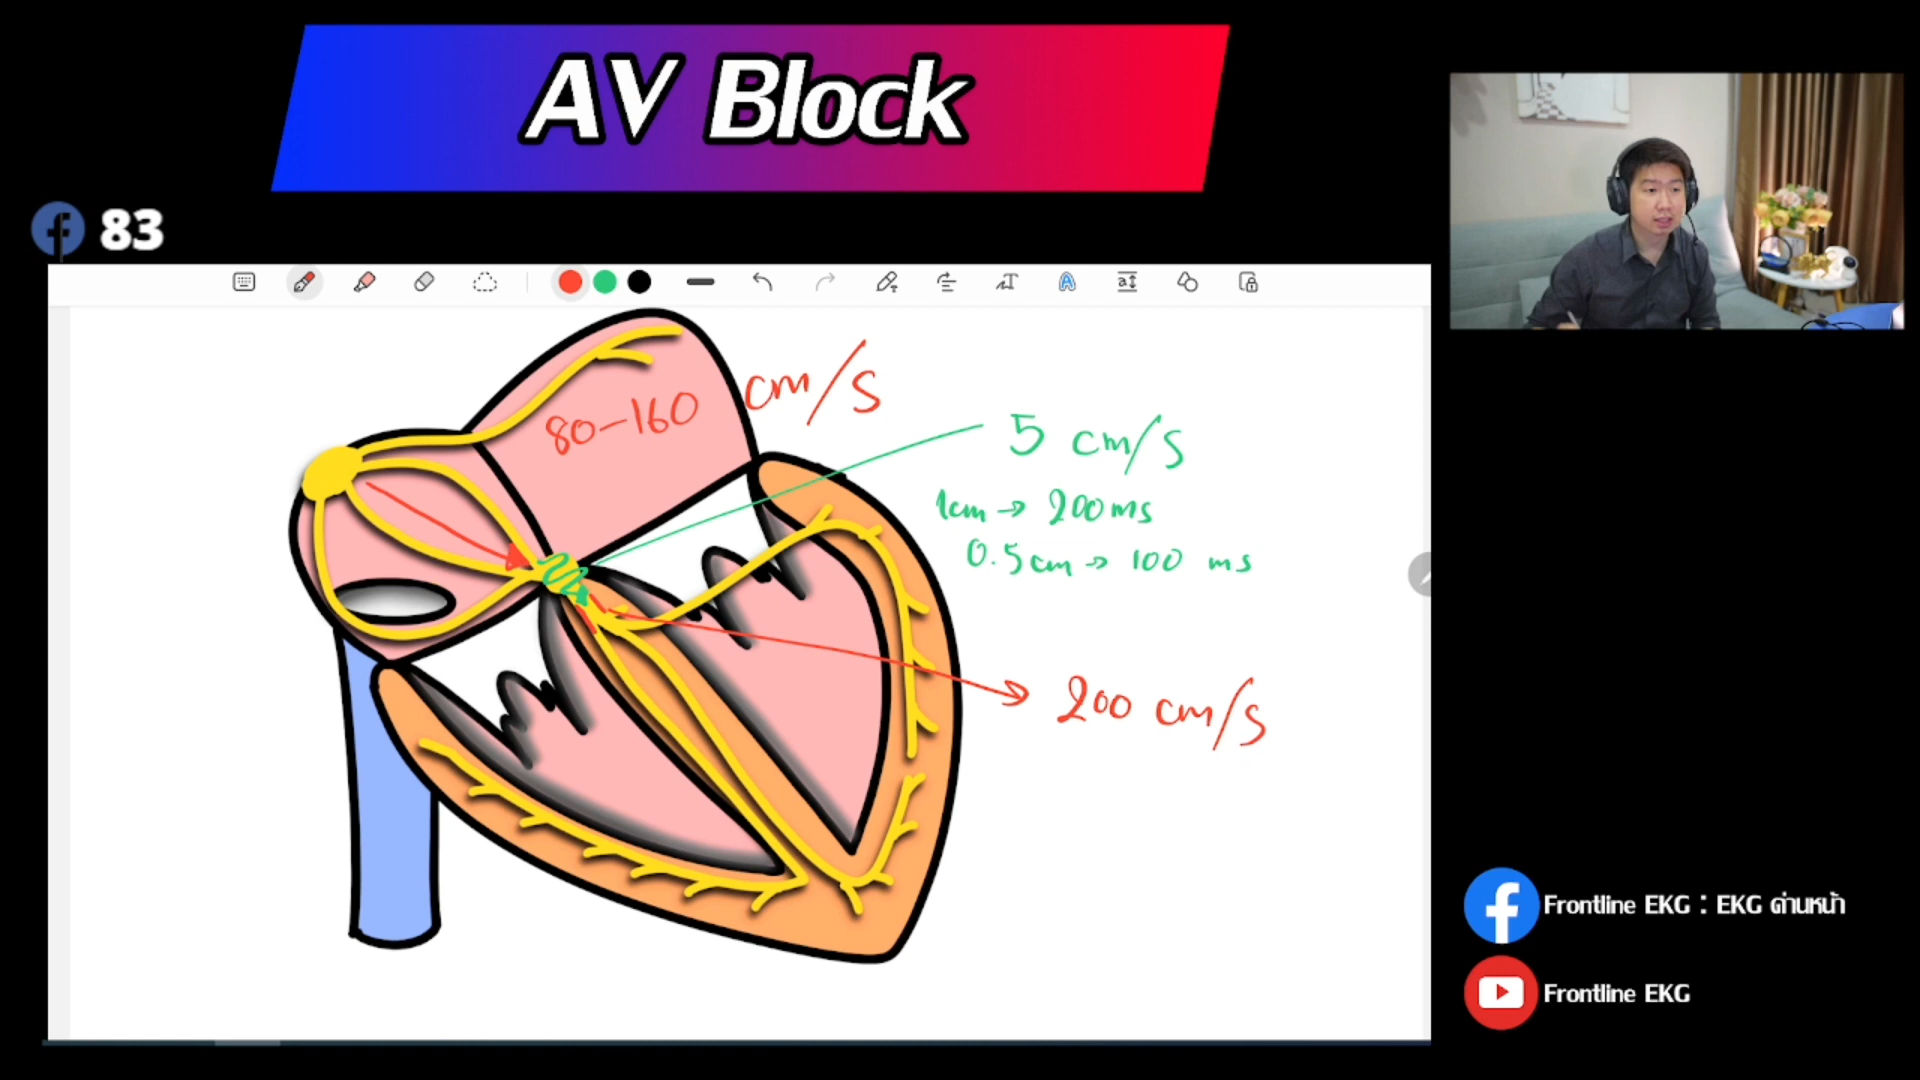 AV Block
83
80-160 cm/s
5 cm/s
1cm → 200ms
0.5cm → 100 ms
200 cm/s
Frontline EKG : EKG ด่านหน้า
Frontline EKG